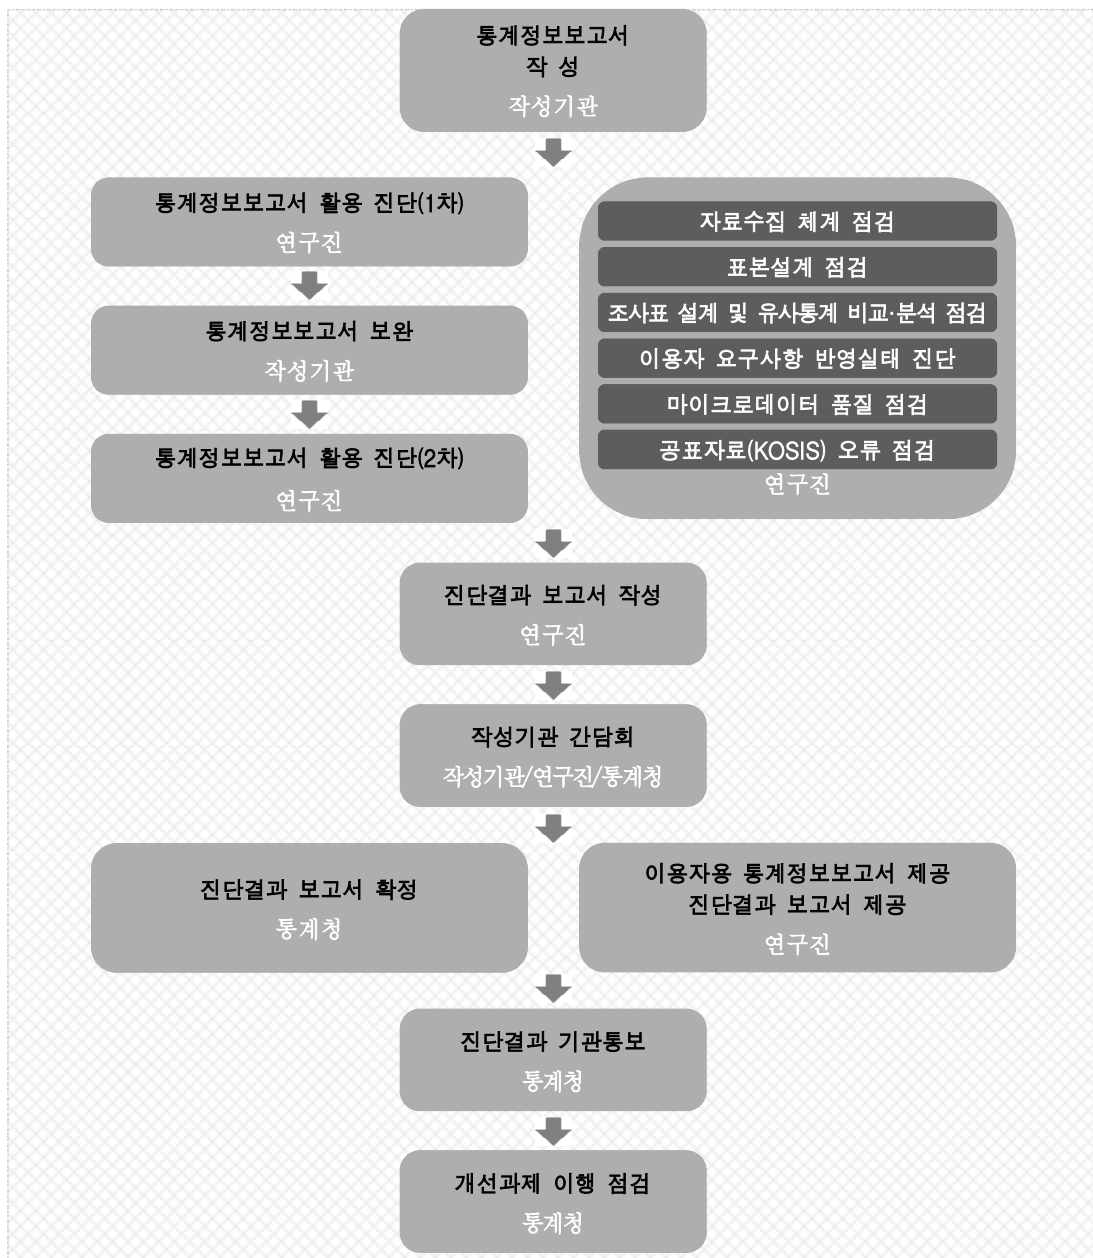 통계정보보고서
작 성
작성기관
통계정보보고서 활용 진단(1차)
연구진
통계정보보고서 보완
작성기관
통계정보보고서 활용 진단(2차)
연구진
자료수집 체계 점검
표본설계 점검
조사표 설계 및 유사통계 비교·분석 점검
이용자 요구사항 반영실태 진단
마이크로데이터 품질 점검
공표자료(KOSIS) 오류 점검
연구진
진단결과 보고서 작성
연구진
작성기관 간담회
작성기관/연구진/통계청
진단결과 보고서 확정
통계청
이용자용 통계정보보고서 제공
진단결과 보고서 제공
연구진
진단결과 기관통보
통계청
개선과제 이행 점검
통계청